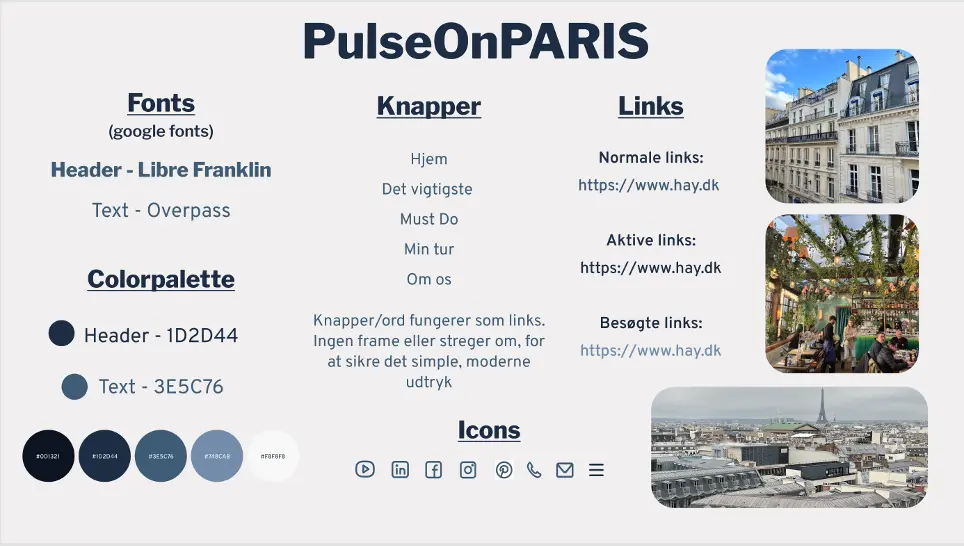 PulseOnPARIS
Fonts
(google fonts)
Header - Libre Franklin
Text - Overpass
Colorpalette
Header - 1D2D44
Text - 3E5C76
#0D1321
#1D2D44
#3E5C76
#748CAB
#F8F8F8
Knapper
Hjem
Det vigtigste
Must Do
Min tur
Om os
Knapper/ord fungerer som links.
Ingen frame eller streger om, for
at sikre det simple, moderne
udtryk
Icons
Links
Normale links:
https://www.hay.dk
Aktive links:
https://www.hay.dk
Besøgte links:
https://www.hay.dk